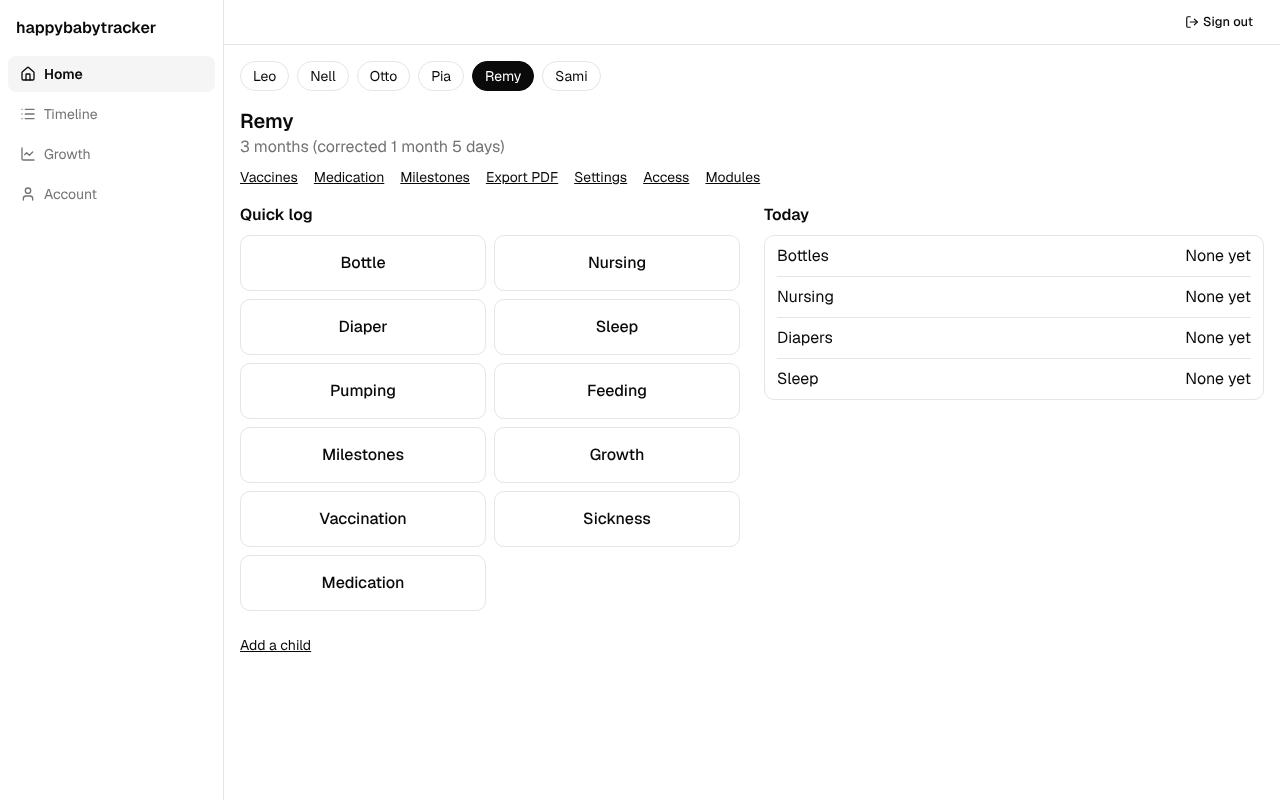 happybabytracker
Sign out
Home
Timeline
Growth
Account
Leo Nell Otto Pia Remy Sami
Remy
3 months (corrected 1 month 5 days)
Vaccines Medication Milestones Export PDF Settings Access Modules
Quick log
Bottle Nursing
Diaper Sleep
Pumping Feeding
Milestones Growth
Vaccination Sickness
Medication
Add a child
Today
Bottles None yet
Nursing None yet
Diapers None yet
Sleep None yet